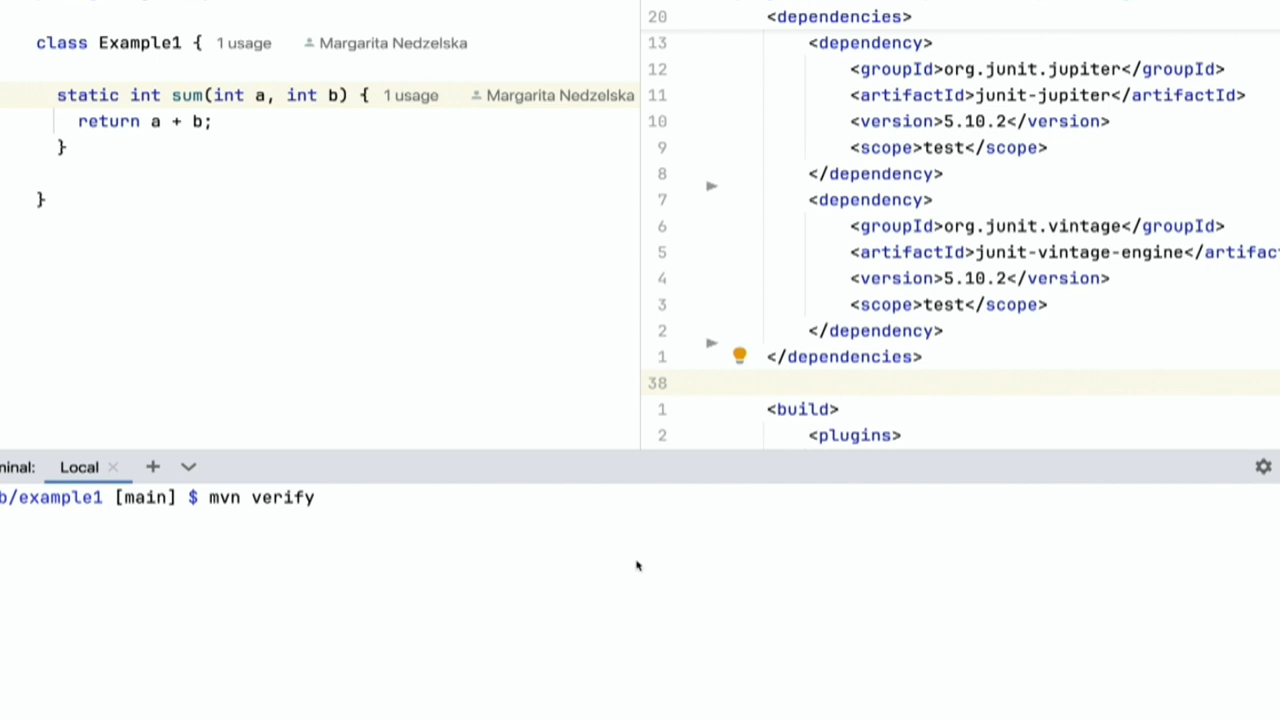 class Example1 { 1 usage Margarita Nedzelska
static int sum(int a, int b) { 1 usage Margarita Nedzelska
return a + b;
}
}
20 <dependencies>
13 <dependency>
12 <groupId>org.junit.jupiter</groupId>
11 <artifactId>junit-jupiter</artifactId>
10 <version>5.10.2</version>
9 <scope>test</scope>
8 </dependency>
7 <dependency>
6 <groupId>org.junit.vintage</groupId>
5 <artifactId>junit-vintage-engine</artifac
4 <version>5.10.2</version>
3 <scope>test</scope>
2 </dependency>
1 </dependencies>
38
1 <build>
2 <plugins>
ninal: Local
b/example1 [main] $ mvn verify